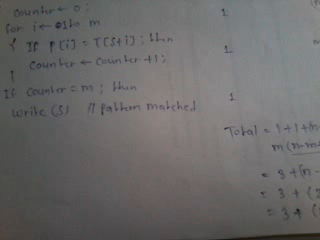 counter ← 0;
for i ← 0 to m 1
{ If P[i] = T[s+i]; then
Counter ← Counter +1; 1
}
If Counter = m; then
write (s) // Pattern matched 1
Total = 1+1+
m(n-m
= 3 + (n-
= 3 + (
= 3 + (